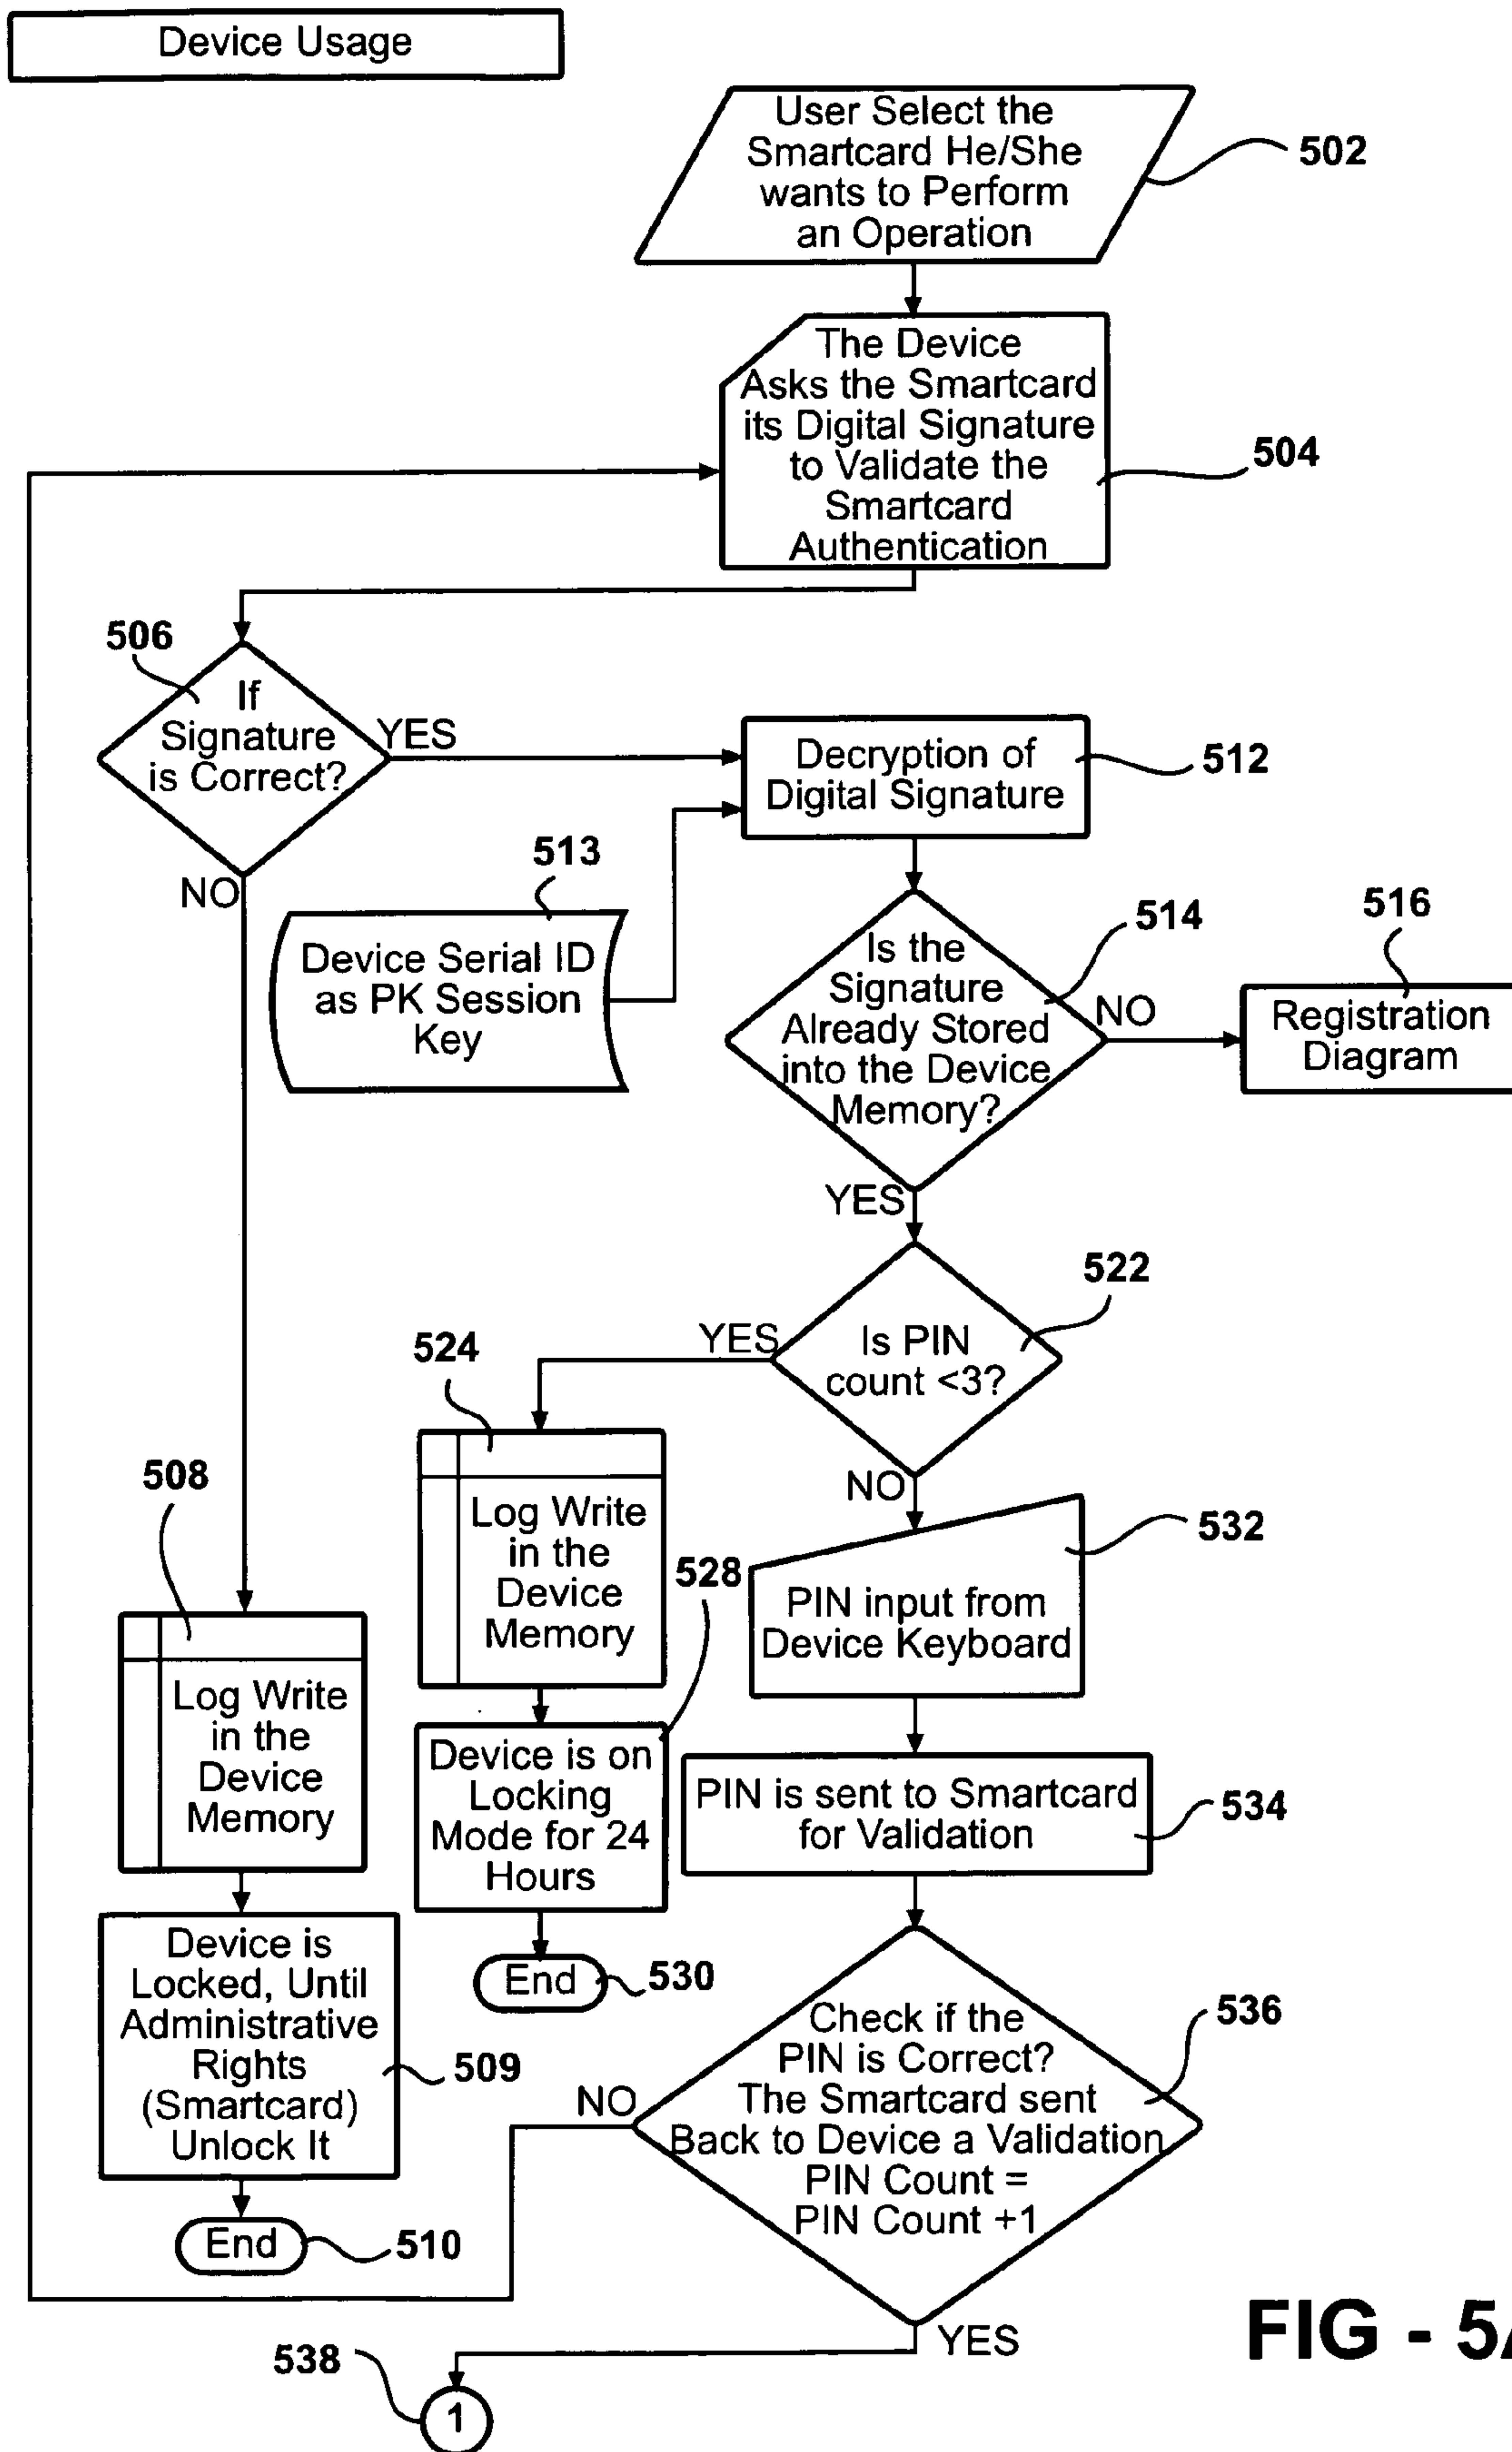 Device Usage
User Select the
Smartcard He/She
wants to Perform
an Operation
502
The Device
Asks the Smartcard
its Digital Signature
to Validate the
Smartcard
Authentication
504
506
If
Signature
is Correct?
YES
NO
Decryption of
Digital Signature
512
513
Device Serial ID
as PK Session
Key
Is the
Signature
Already Stored
into the Device
Memory?
514
NO
YES
516
Registration
Diagram
522
Is PIN
count <3?
YES
NO
524
Log Write
in the
Device
Memory
508
Log Write
in the
Device
Memory
528
Device is on
Locking
Mode for 24
Hours
532
PIN input from
Device Keyboard
PIN is sent to Smartcard
for Validation
534
Device is
Locked, Until
Administrative
Rights
(Smartcard)
Unlock It
509
End
530
End
510
Check if the
PIN is Correct?
The Smartcard sent
Back to Device a Validation
PIN Count =
PIN Count +1
536
NO
YES
538
1
FIG - 5A